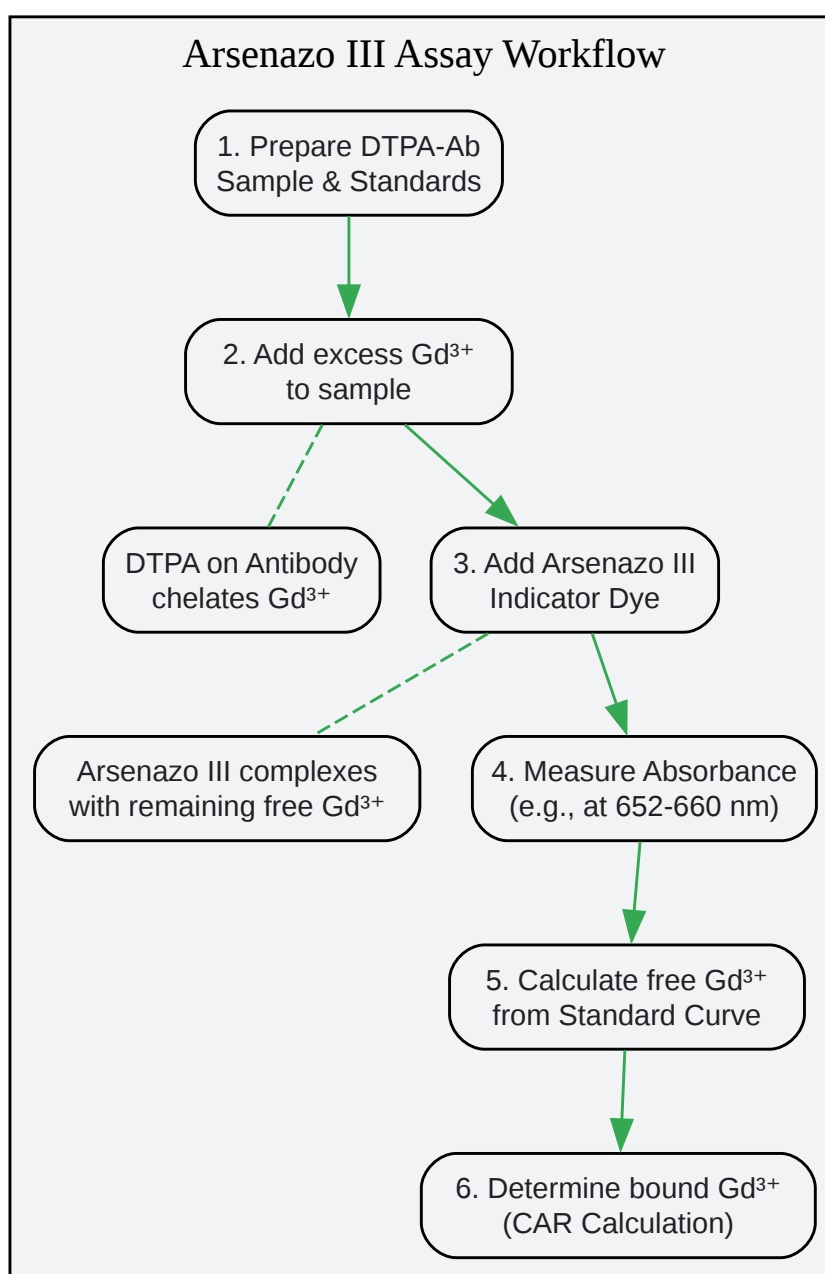 Arsenazo III Assay Workflow
1. Prepare DTPA-Ab
Sample & Standards
2. Add excess Gd³⁺
to sample
DTPA on Antibody
chelates Gd³⁺
3. Add Arsenazo III
Indicator Dye
Arsenazo III complexes
with remaining free Gd³⁺
4. Measure Absorbance
(e.g., at 652-660 nm)
5. Calculate free Gd³⁺
from Standard Curve
6. Determine bound Gd³⁺
(CAR Calculation)